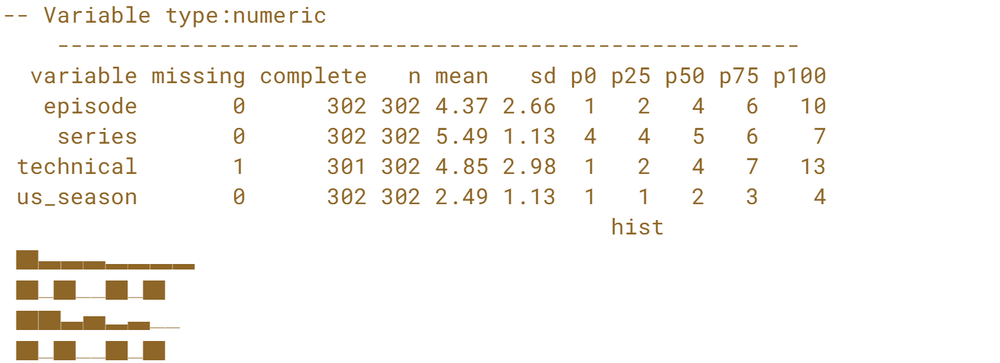 -- Variable type:numeric
-------------------------------------------------------
variable missing complete n mean sd p0 p25 p50 p75 p100
episode 0 302 302 4.37 2.66 1 2 4 6 10
series 0 302 302 5.49 1.13 4 4 5 6 7
technical 1 301 302 4.85 2.98 1 2 4 7 13
us_season 0 302 302 2.49 1.13 1 1 2 3 4
hist